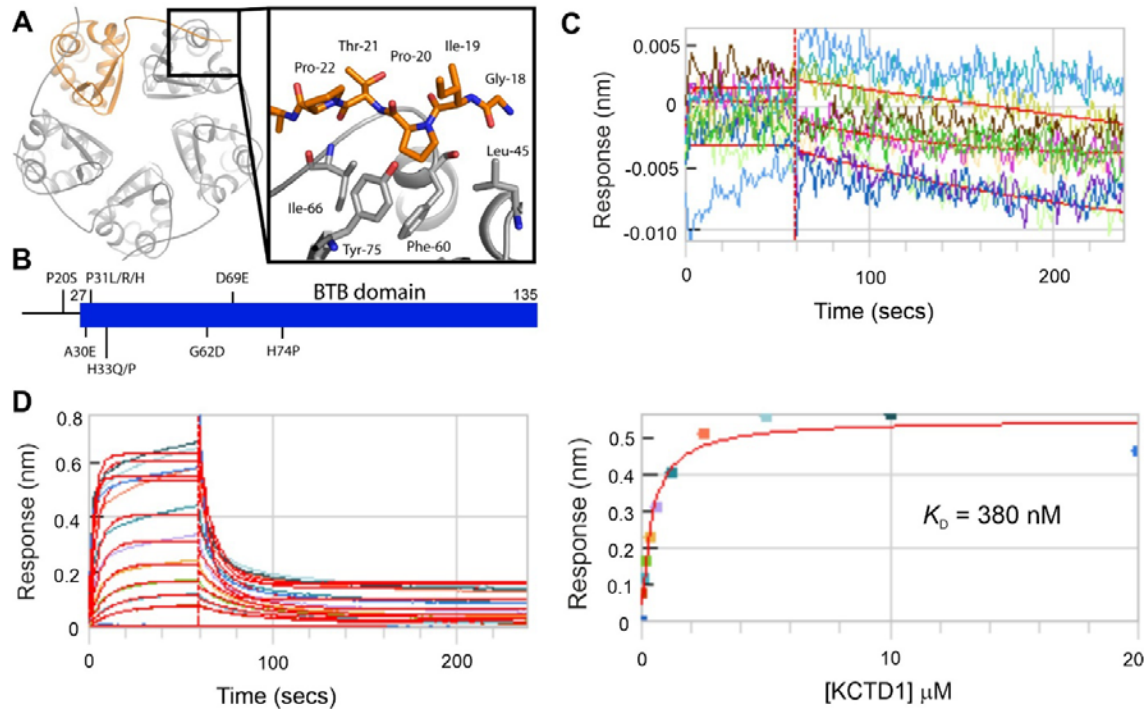 A
Thr-21
Ile-19
Pro-22
Pro-20
Gly-18
Leu-45
Ile-66
Tyr-75
Phe-60
B
P20S
27
P31L/R/H
D69E
BTB domain
135
A30E
H33Q/P
G62D
H74P
C
0.005
0
-0.005
-0.010
Response (nm)
0
100
200
Time (secs)
D
0.8
0.6
0.4
0.2
0
Response (nm)
0
100
200
Time (secs)
0.5
0.4
0.3
0.2
0.1
0
Response (nm)
KD = 380 nM
0
10
20
[KCTD1] μM